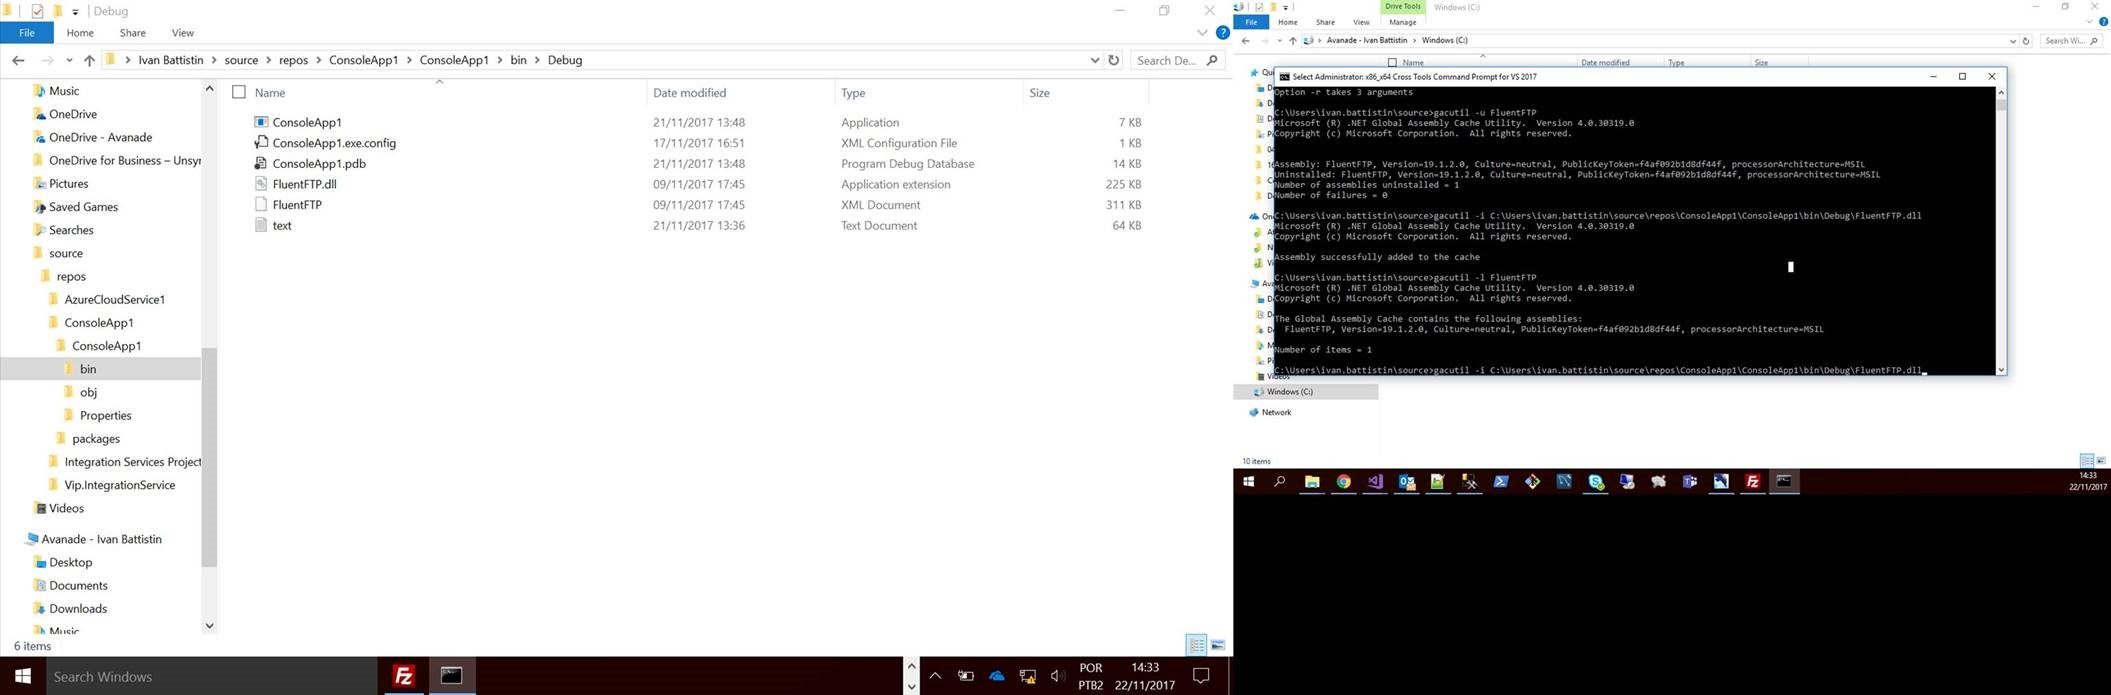 Debug
File Home Share View
Ivan Battistin > source > repos > ConsoleApp1 > ConsoleApp1 > bin > Debug
Search De...
Music
OneDrive
OneDrive - Avanade
OneDrive for Business – Unsyr
Pictures
Saved Games
Searches
source
repos
AzureCloudService1
ConsoleApp1
ConsoleApp1
bin
obj
Properties
packages
Integration Services Project
Vip.IntegrationService
Videos
Avanade - Ivan Battistin
Desktop
Documents
Downloads
Music
Name Date modified Type Size
ConsoleApp1 21/11/2017 13:48 Application 7 KB
ConsoleApp1.exe.config 17/11/2017 16:51 XML Configuration File 1 KB
ConsoleApp1.pdb 21/11/2017 13:48 Program Debug Database 14 KB
FluentFTP.dll 09/11/2017 17:45 Application extension 225 KB
FluentFTP 09/11/2017 17:45 XML Document 311 KB
text 21/11/2017 13:36 Text Document 64 KB
6 items
Search Windows
Fz
POR
PTB2
14:33
22/11/2017
Drive Tools
Windows (C:)
File Home Share View Manage
Avanade - Ivan Battistin > Windows (C:)
Search Wi...
Name Date modified Type Size
Select Administrator: x86_x64 Cross Tools Command Prompt for VS 2017
Option -r takes 3 arguments
C:\Users\ivan.battistin\source>gacutil -u FluentFTP
Microsoft (R) .NET Global Assembly Cache Utility.  Version 4.0.30319.0
Copyright (c) Microsoft Corporation.  All rights reserved.
Assembly: FluentFTP, Version=19.1.2.0, Culture=neutral, PublicKeyToken=f4af092b1d8df44f, processorArchitecture=MSIL
Uninstalled: FluentFTP, Version=19.1.2.0, Culture=neutral, PublicKeyToken=f4af092b1d8df44f, processorArchitecture=MSIL
Number of assemblies uninstalled = 1
Number of failures = 0
C:\Users\ivan.battistin\source>gacutil -i C:\Users\ivan.battistin\source\repos\ConsoleApp1\ConsoleApp1\bin\Debug\FluentFTP.dll
Microsoft (R) .NET Global Assembly Cache Utility.  Version 4.0.30319.0
Copyright (c) Microsoft Corporation.  All rights reserved.
Assembly successfully added to the cache
C:\Users\ivan.battistin\source>gacutil -l FluentFTP
Microsoft (R) .NET Global Assembly Cache Utility.  Version 4.0.30319.0
Copyright (c) Microsoft Corporation.  All rights reserved.
The Global Assembly Cache contains the following assemblies:
FluentFTP, Version=19.1.2.0, Culture=neutral, PublicKeyToken=f4af092b1d8df44f, processorArchitecture=MSIL
Number of items = 1
C:\Users\ivan.battistin\source>gacutil -i C:\Users\ivan.battistin\source\repos\ConsoleApp1\ConsoleApp1\bin\Debug\FluentFTP.dll
Videos
Windows (C:)
Network
10 items
Fz
14:33
22/11/2017